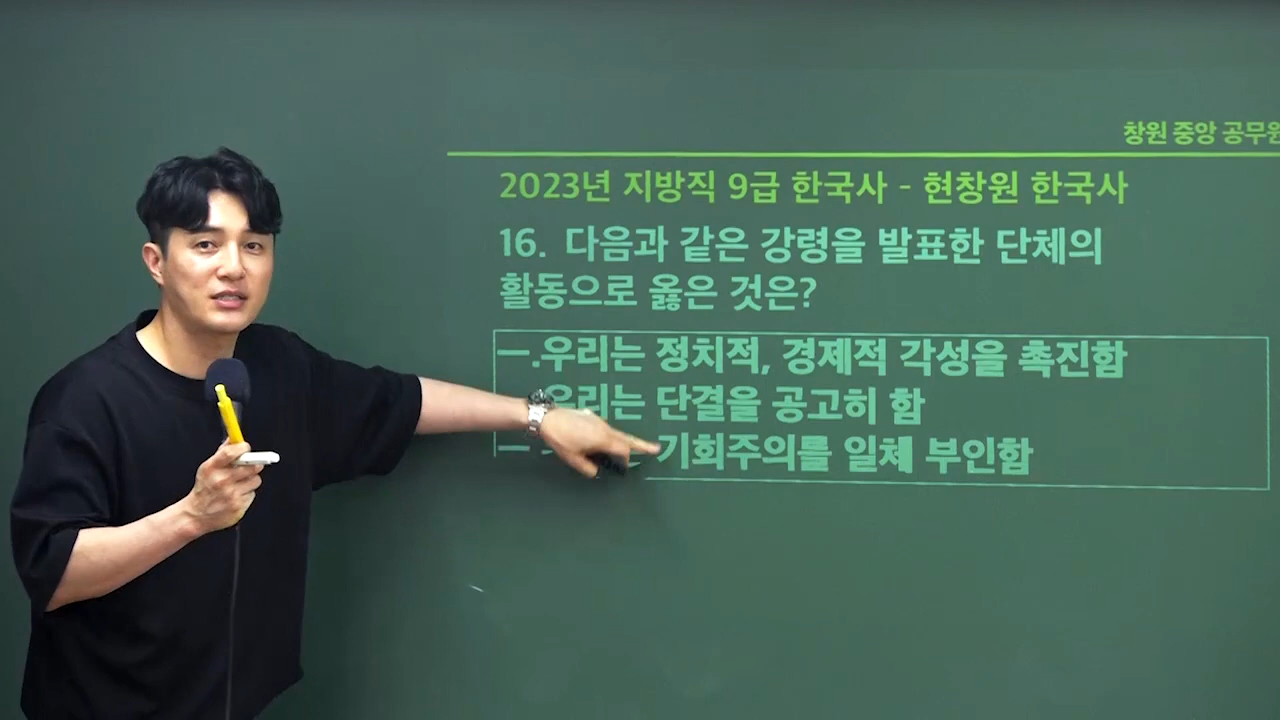 창원 중앙 공무원
2023년 지방직 9급 한국사 - 현창원 한국사
16. 다음과 같은 강령을 발표한 단체의
활동으로 옳은 것은?
一.우리는 정치적, 경제적 각성을 촉진함
우리는 단결을 공고히 함
一 기회주의를 일체 부인함